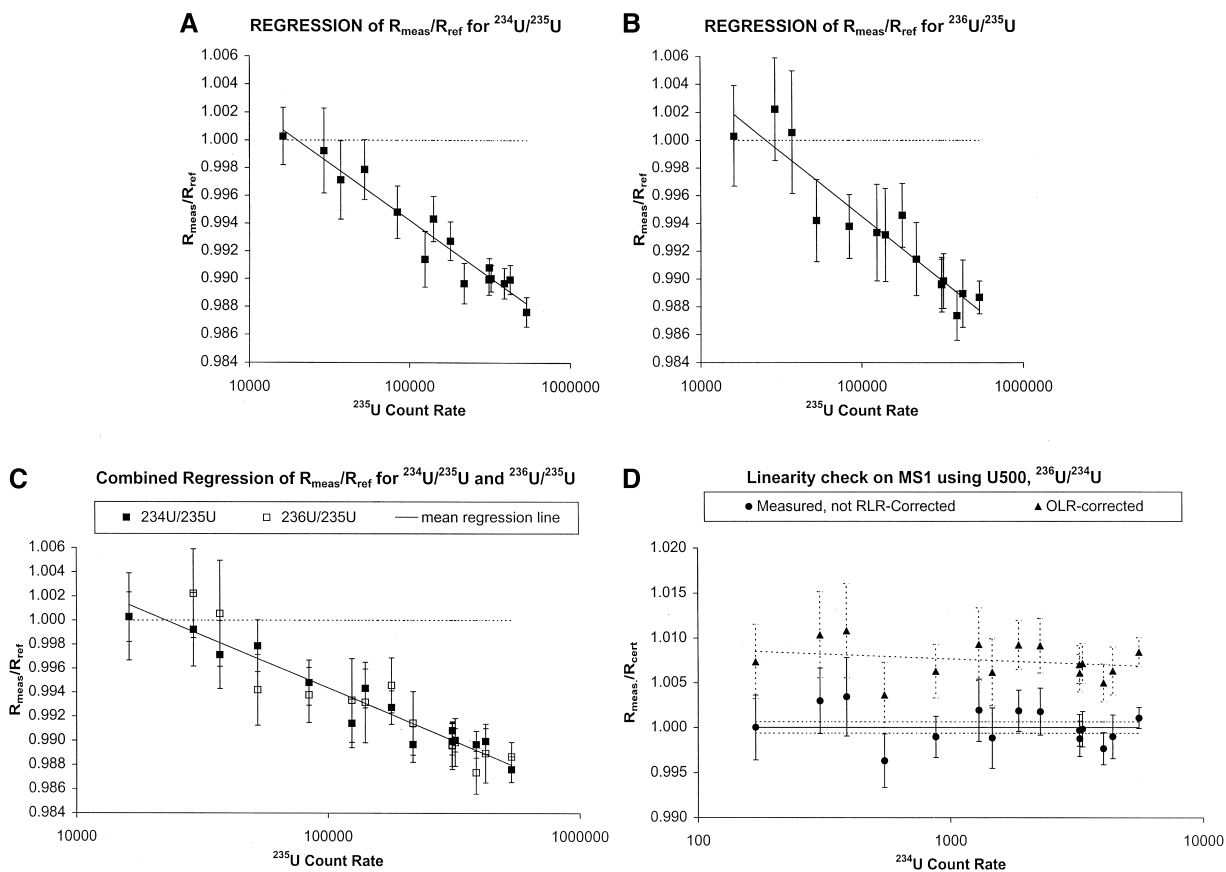 A
REGRESSION of Rmeas/Rref for 234U/235U
1.006
1.004
1.002
1.000
0.998
0.996
0.994
0.992
0.990
0.988
0.986
0.984
Rmeas/Rref
10000
100000
1000000
235U Count Rate
B
REGRESSION of Rmeas/Rref for 236U/235U
1.006
1.004
1.002
1.000
0.998
0.996
0.994
0.992
0.990
0.988
0.986
0.984
Rmeas/Rref
10000
100000
1000000
235U Count Rate
C
Combined Regression of Rmeas/Rref for 234U/235U and 236U/235U
234U/235U
236U/235U
mean regression line
1.006
1.004
1.002
1.000
0.998
0.996
0.994
0.992
0.990
0.988
0.986
0.984
Rmeas/Rref
10000
100000
1000000
235U Count Rate
D
Linearity check on MS1 using U500, 236U/234U
Measured, not RLR-Corrected
OLR-corrected
1.020
1.015
1.010
1.005
1.000
0.995
0.990
Rmeas./Rcert
100
1000
10000
234U Count Rate